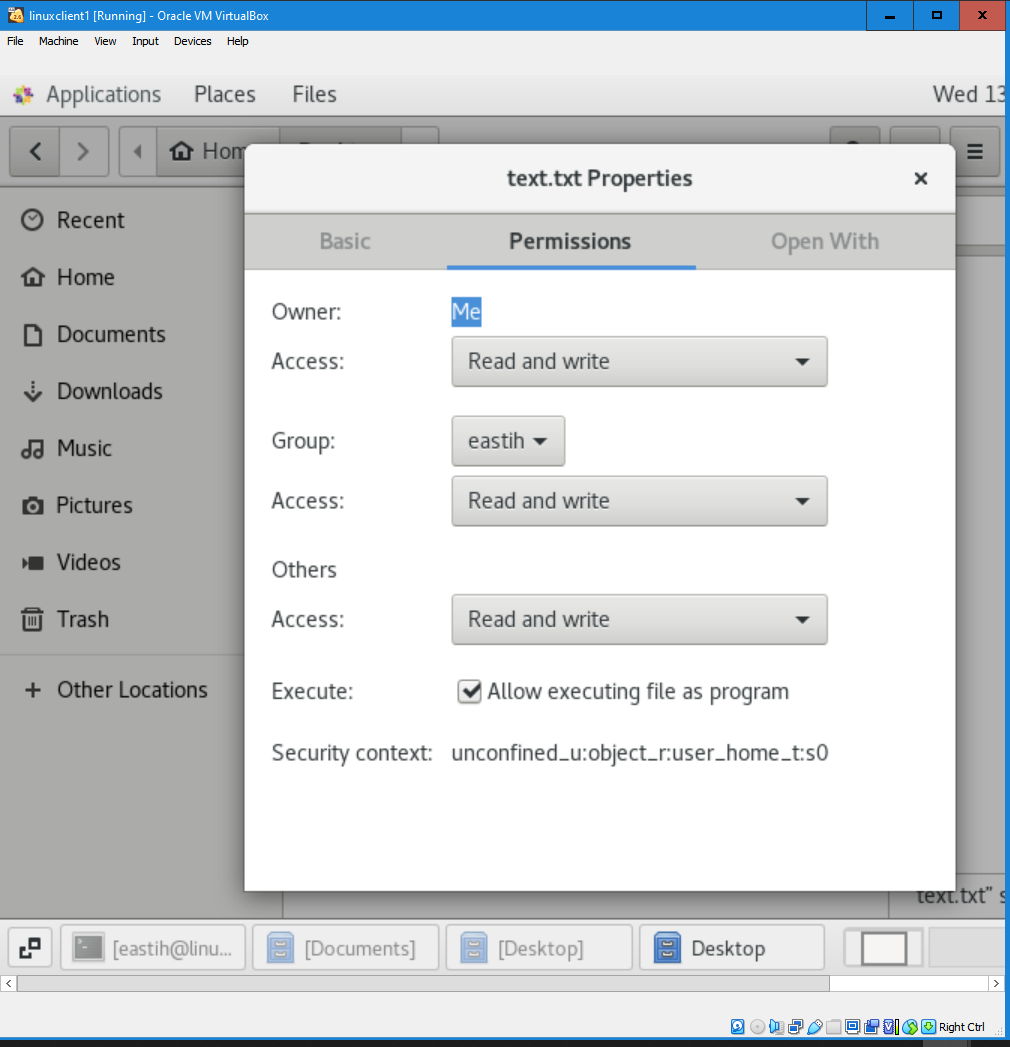 linuxclient1 [Running] - Oracle VM VirtualBox
File Machine View Input Devices Help
Applications Places Files Wed 13
Hom
text.txt Properties
Basic Permissions Open With
Recent
Home
Documents
Downloads
Music
Pictures
Videos
Trash
Other Locations
Owner: Me
Access: Read and write
Group: eastih
Access: Read and write
Others
Access: Read and write
Execute: Allow executing file as program
Security context: unconfined_u:object_r:user_home_t:s0
text.txt" s
[eastih@linu... [Documents] [Desktop] Desktop
Right Ctrl